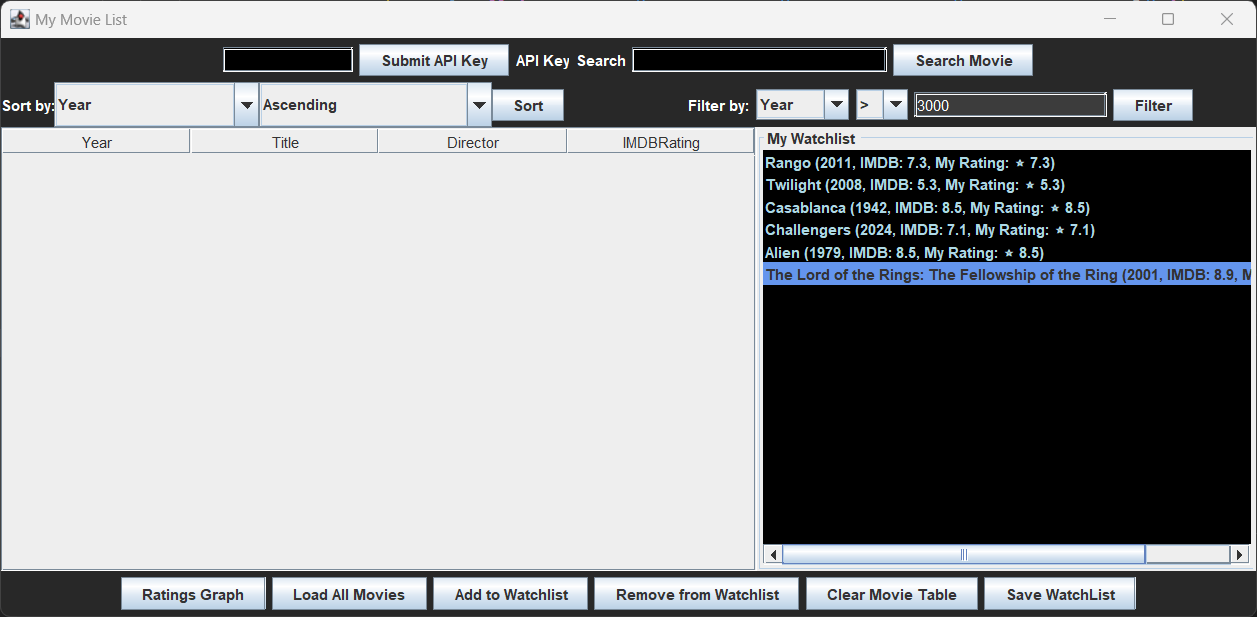 My Movie List
Submit API Key API Key Search Search Movie
Sort by: Year Ascending Sort Filter by: Year > 3000 Filter
Year Title Director IMDBRating
My Watchlist
Rango (2011, IMDB: 7.3, My Rating: ★ 7.3)
Twilight (2008, IMDB: 5.3, My Rating: ★ 5.3)
Casablanca (1942, IMDB: 8.5, My Rating: ★ 8.5)
Challengers (2024, IMDB: 7.1, My Rating: ★ 7.1)
Alien (1979, IMDB: 8.5, My Rating: ★ 8.5)
The Lord of the Rings: The Fellowship of the Ring (2001, IMDB: 8.9, M
Ratings Graph Load All Movies Add to Watchlist Remove from Watchlist Clear Movie Table Save WatchList